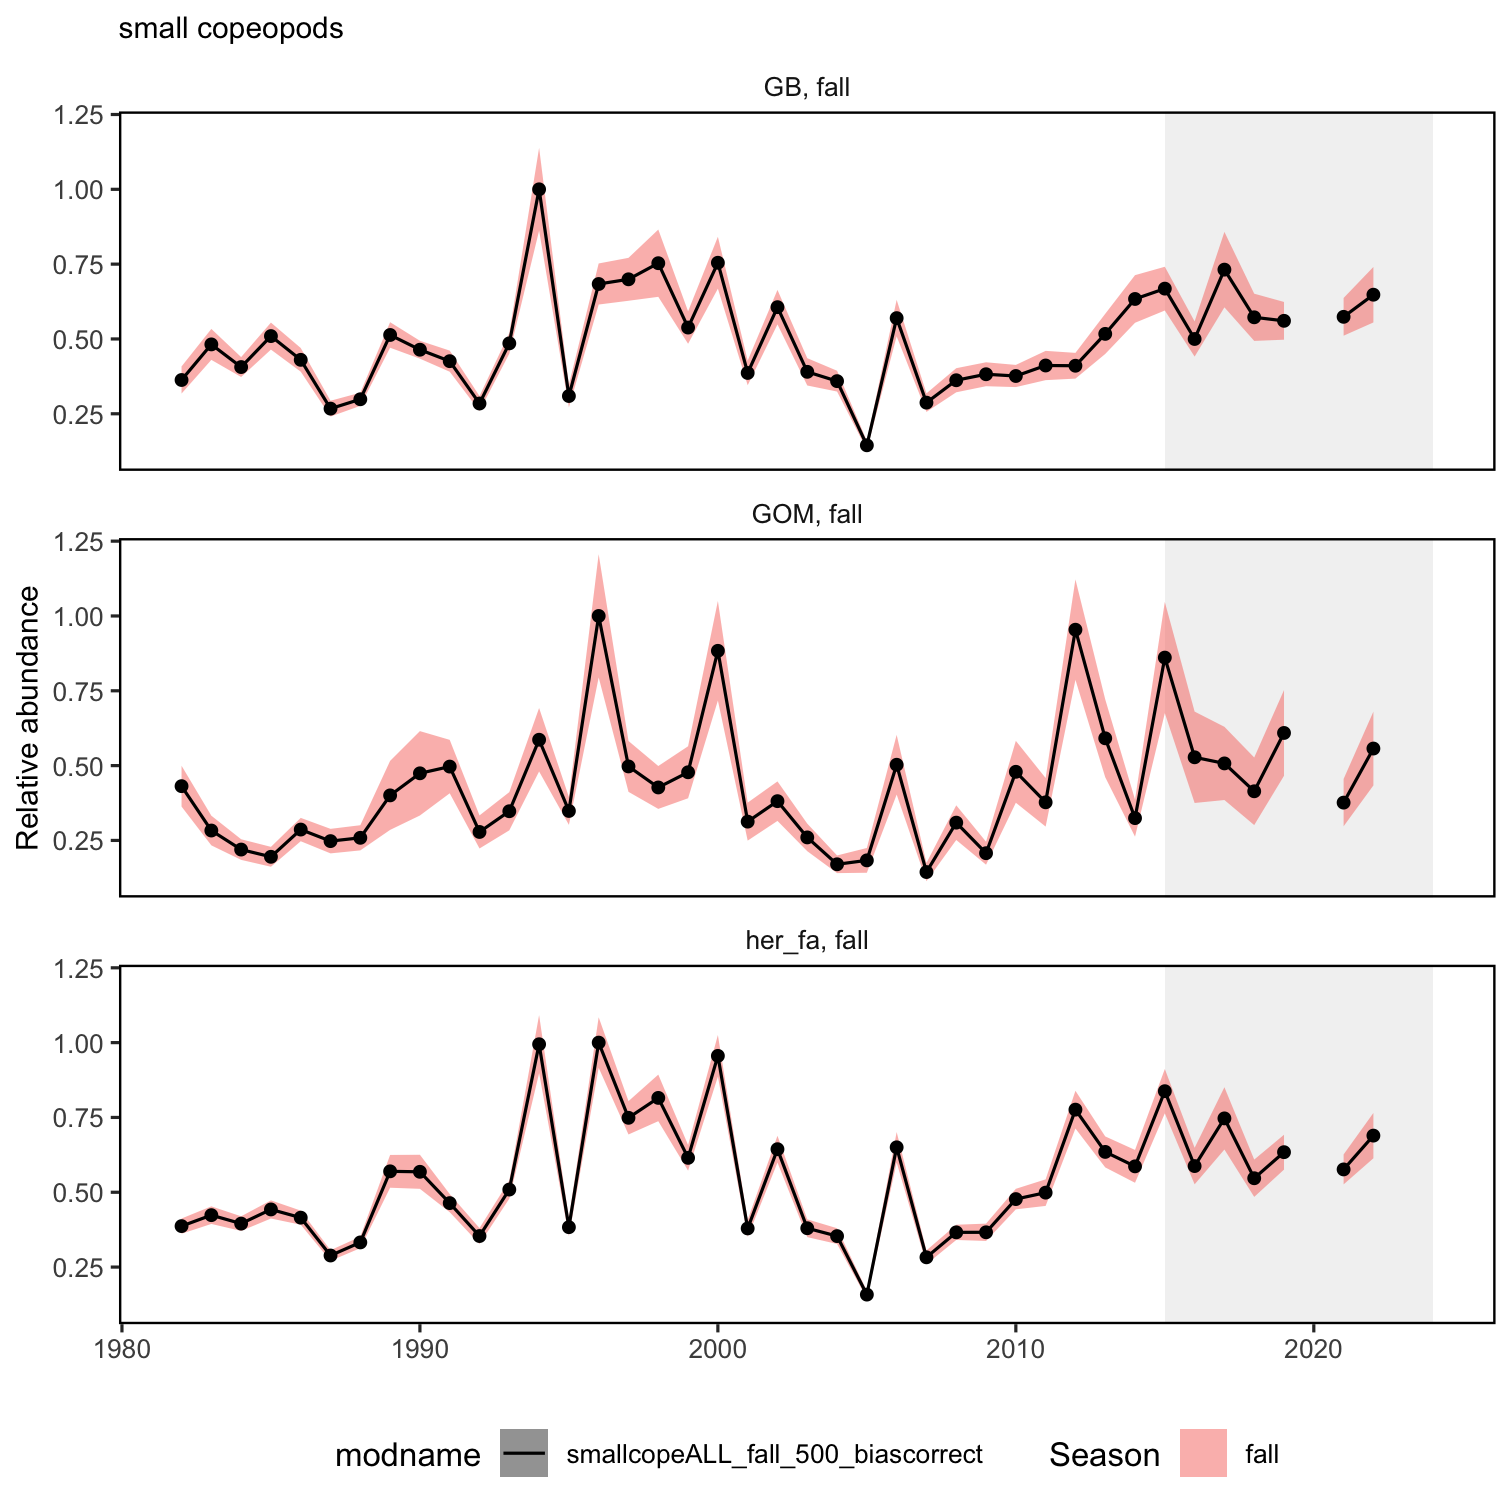 small copeopods
GB, fall
1.25
1.00
0.75
0.50
0.25
GOM, fall
1.25
1.00
0.75
0.50
0.25
Relative abundance
her_fa, fall
1.25
1.00
0.75
0.50
0.25
1980 1990 2000 2010 2020
modname smallcopeALL_fall_500_biascorrect Season fall